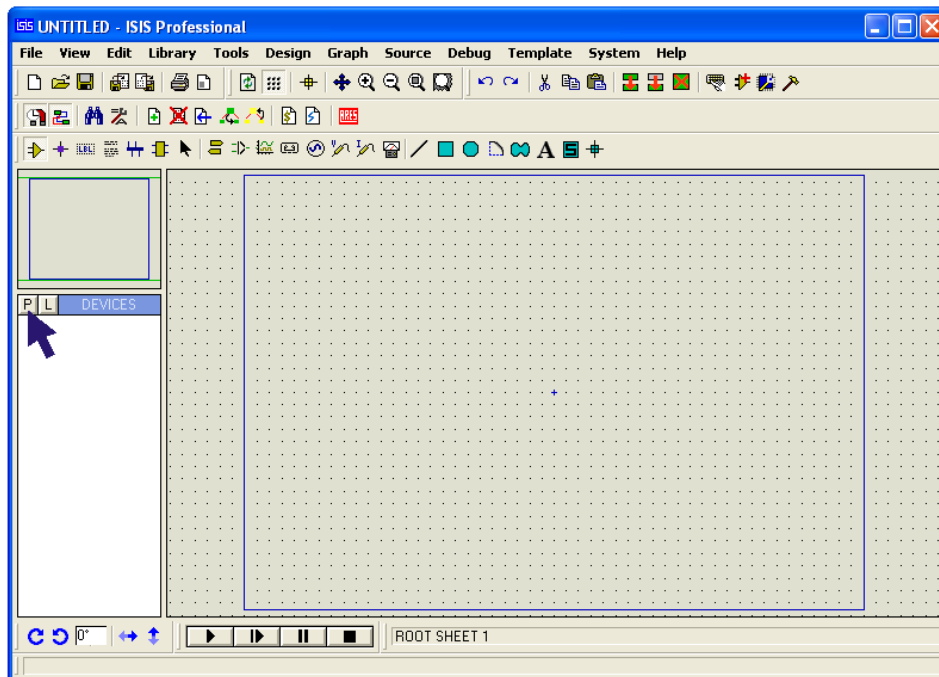 ISIS UNTITLED - ISIS Professional
File View Edit Library Tools Design Graph Source Debug Template System Help
LBL
A S
P L DEVICES
0°
ROOT SHEET 1